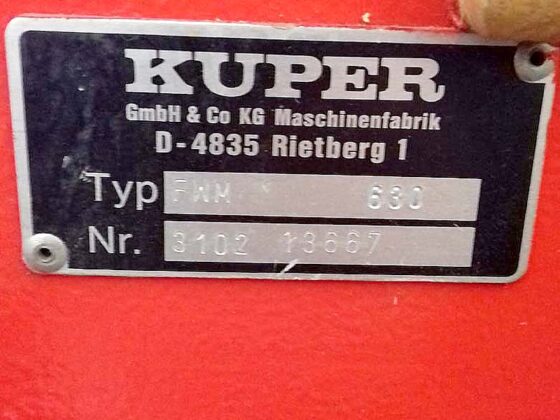 KUPER
GmbH & Co KG Maschinenfabrik
D-4835 Rietberg 1
Typ FWM 630
Nr. 3102 13667